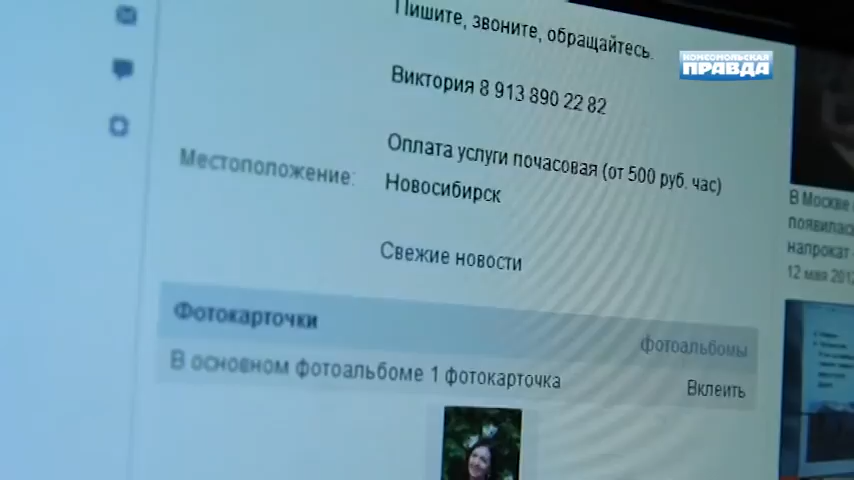 Пишите, звоните, обращайтесь.
КОМСОМОЛЬСКАЯ
ПРАВДА
Виктория 8 913 890 22 82
Оплата услуги почасовая (от 500 руб. час)
Местоположение: Новосибирск
В Москве
появилась
напрокат
12 мая 2012
Свежие новости
Фотокарточки
фотоальбомы
В основном фотоальбоме 1 фотокарточка
Вклеить